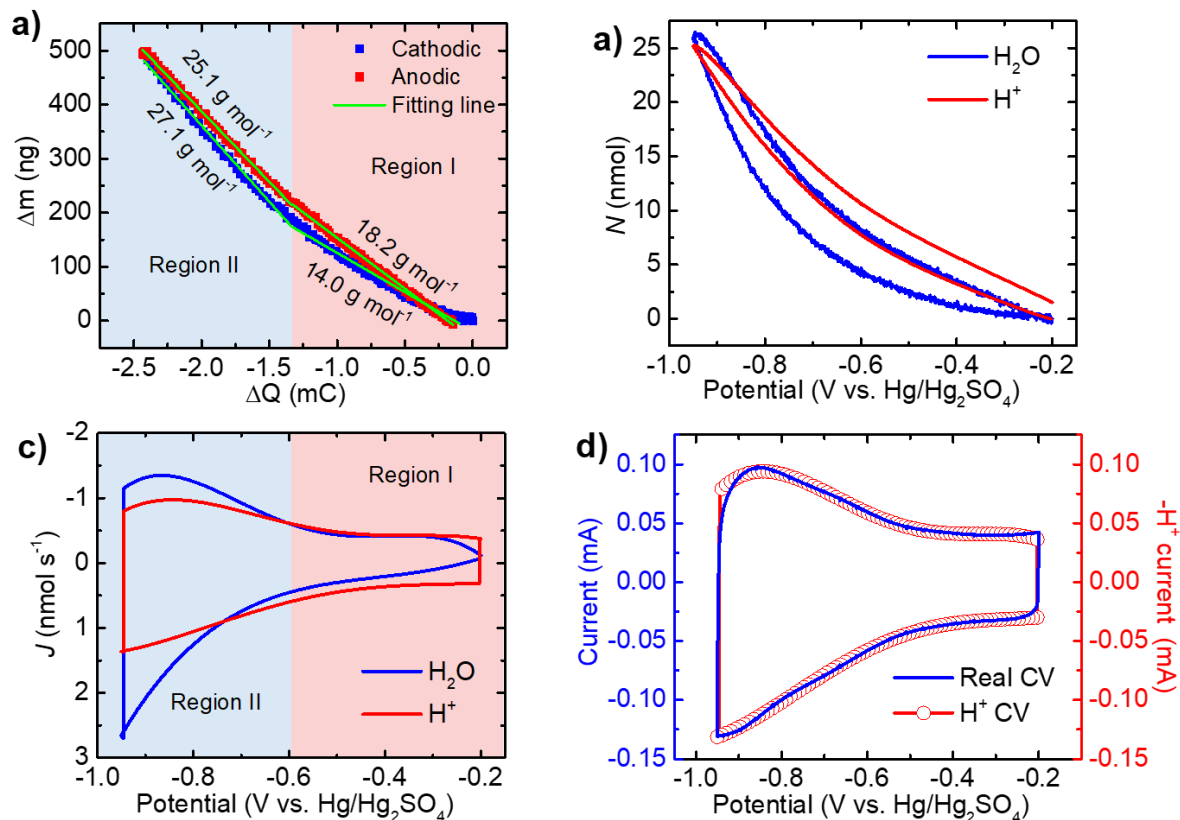 a)
500
400
300
200
100
0
Δm (ng)
-2.5 -2.0 -1.5 -1.0 -0.5 0.0
ΔQ (mC)
Cathodic
Anodic
Fitting line
25.1 g mol⁻¹
27.1 g mol⁻¹
Region I
Region II
18.2 g mol⁻¹
14.0 g mol⁻¹
a)
25
20
15
10
5
0
N (nmol)
H₂O
H⁺
-1.0 -0.8 -0.6 -0.4 -0.2
Potential (V vs. Hg/Hg₂SO₄)
c)
-2
-1
0
1
2
3
J (nmol s⁻¹)
Region I
Region II
H₂O
H⁺
-1.0 -0.8 -0.6 -0.4 -0.2
Potential (V vs. Hg/Hg₂SO₄)
d)
0.10
0.05
0.00
-0.05
-0.10
-0.15
Current (mA)
Real CV
H⁺ CV
0.10
0.05
0.00
-0.05
-0.10
-0.15
-H⁺ current (mA)
-1.0 -0.8 -0.6 -0.4 -0.2
Potential (V vs. Hg/Hg₂SO₄)